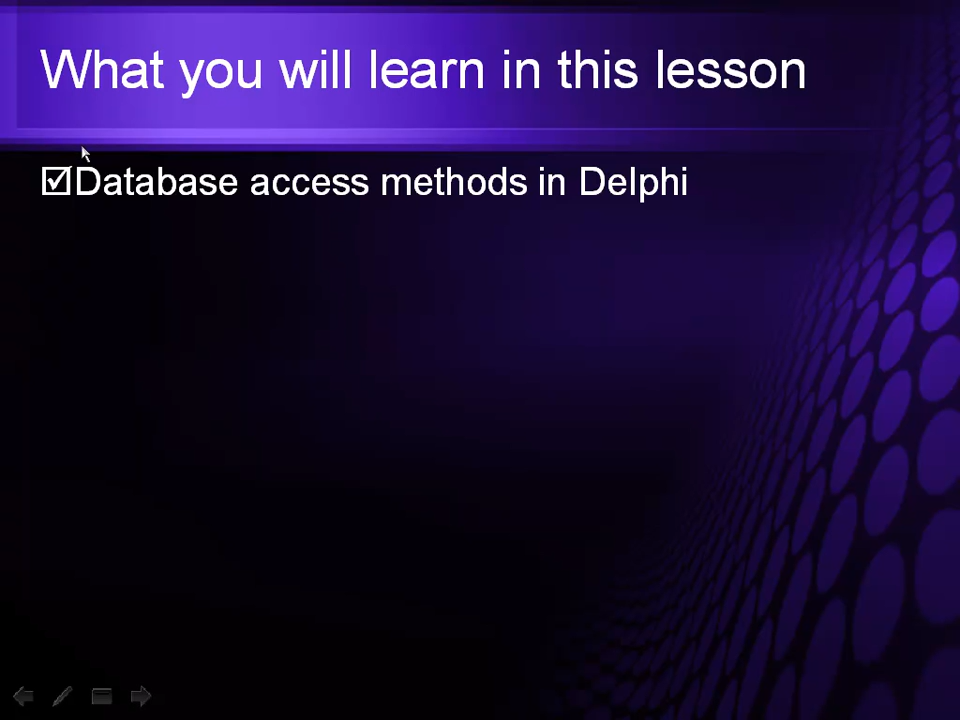 What you will learn in this lesson
☑Database access methods in Delphi